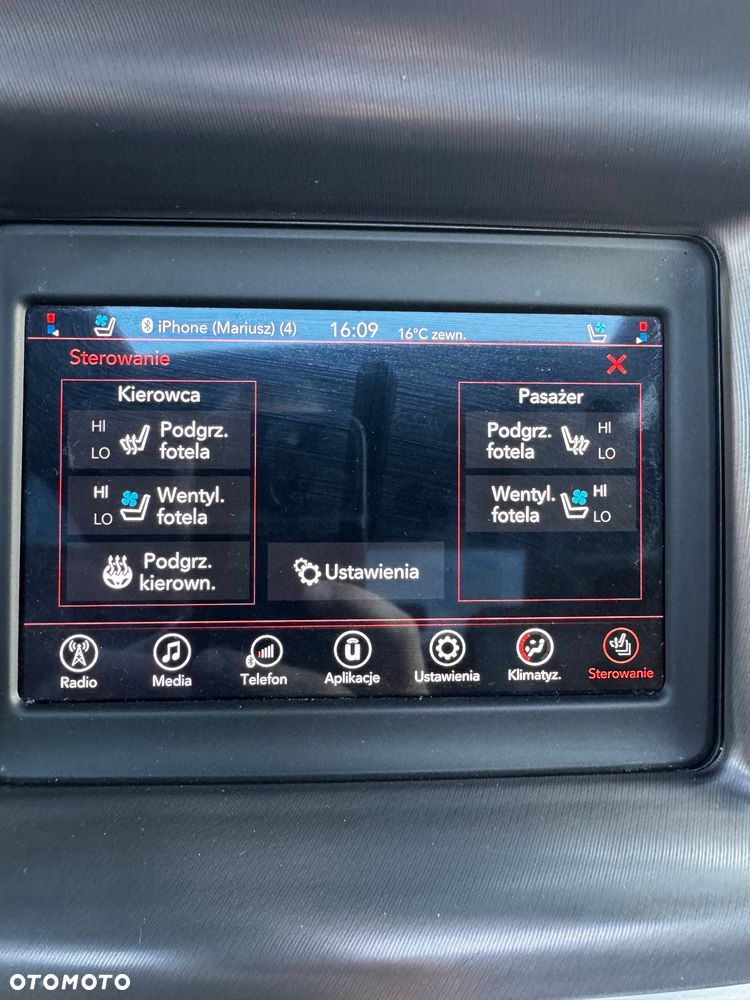 iPhone (Mariusz) (4) 16:09 16°C zewn.
Sterowanie
Kierowca
HI Podgrz.
LO fotela
HI Wentyl.
LO fotela
Podgrz.
kierown.
Ustawienia
Pasażer
Podgrz. HI
fotela LO
Wentyl. HI
fotela LO
Radio Media Telefon Aplikacje Ustawienia Klimatyz. Sterowanie
OTOMOTO